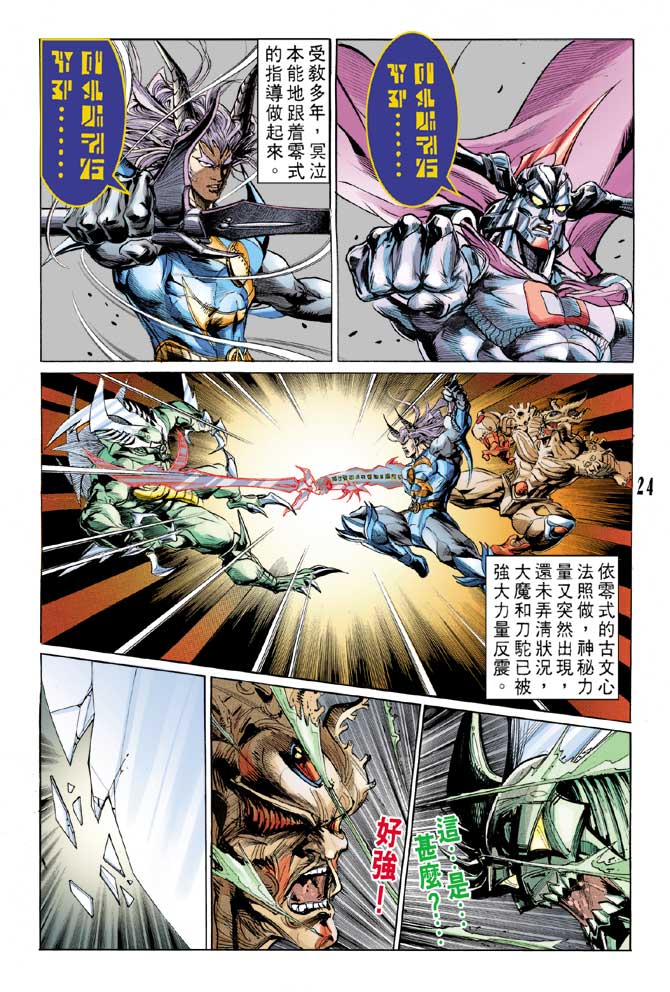 受教多年，冥泣
本能地跟着零式
的指導做起來。
24
依零式的古文心
法照做，神秘力
量又突然出現，
還未弄清狀況，
大魔和刀駝已被
強大力量反震。
這…是…
甚麼？…
好強！